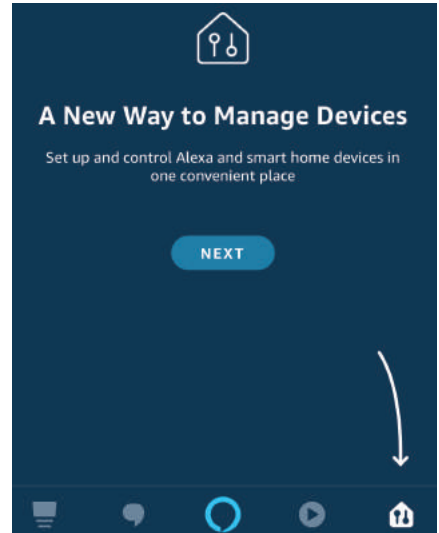 A New Way to Manage Devices
Set up and control Alexa and smart home devices in
one convenient place
NEXT